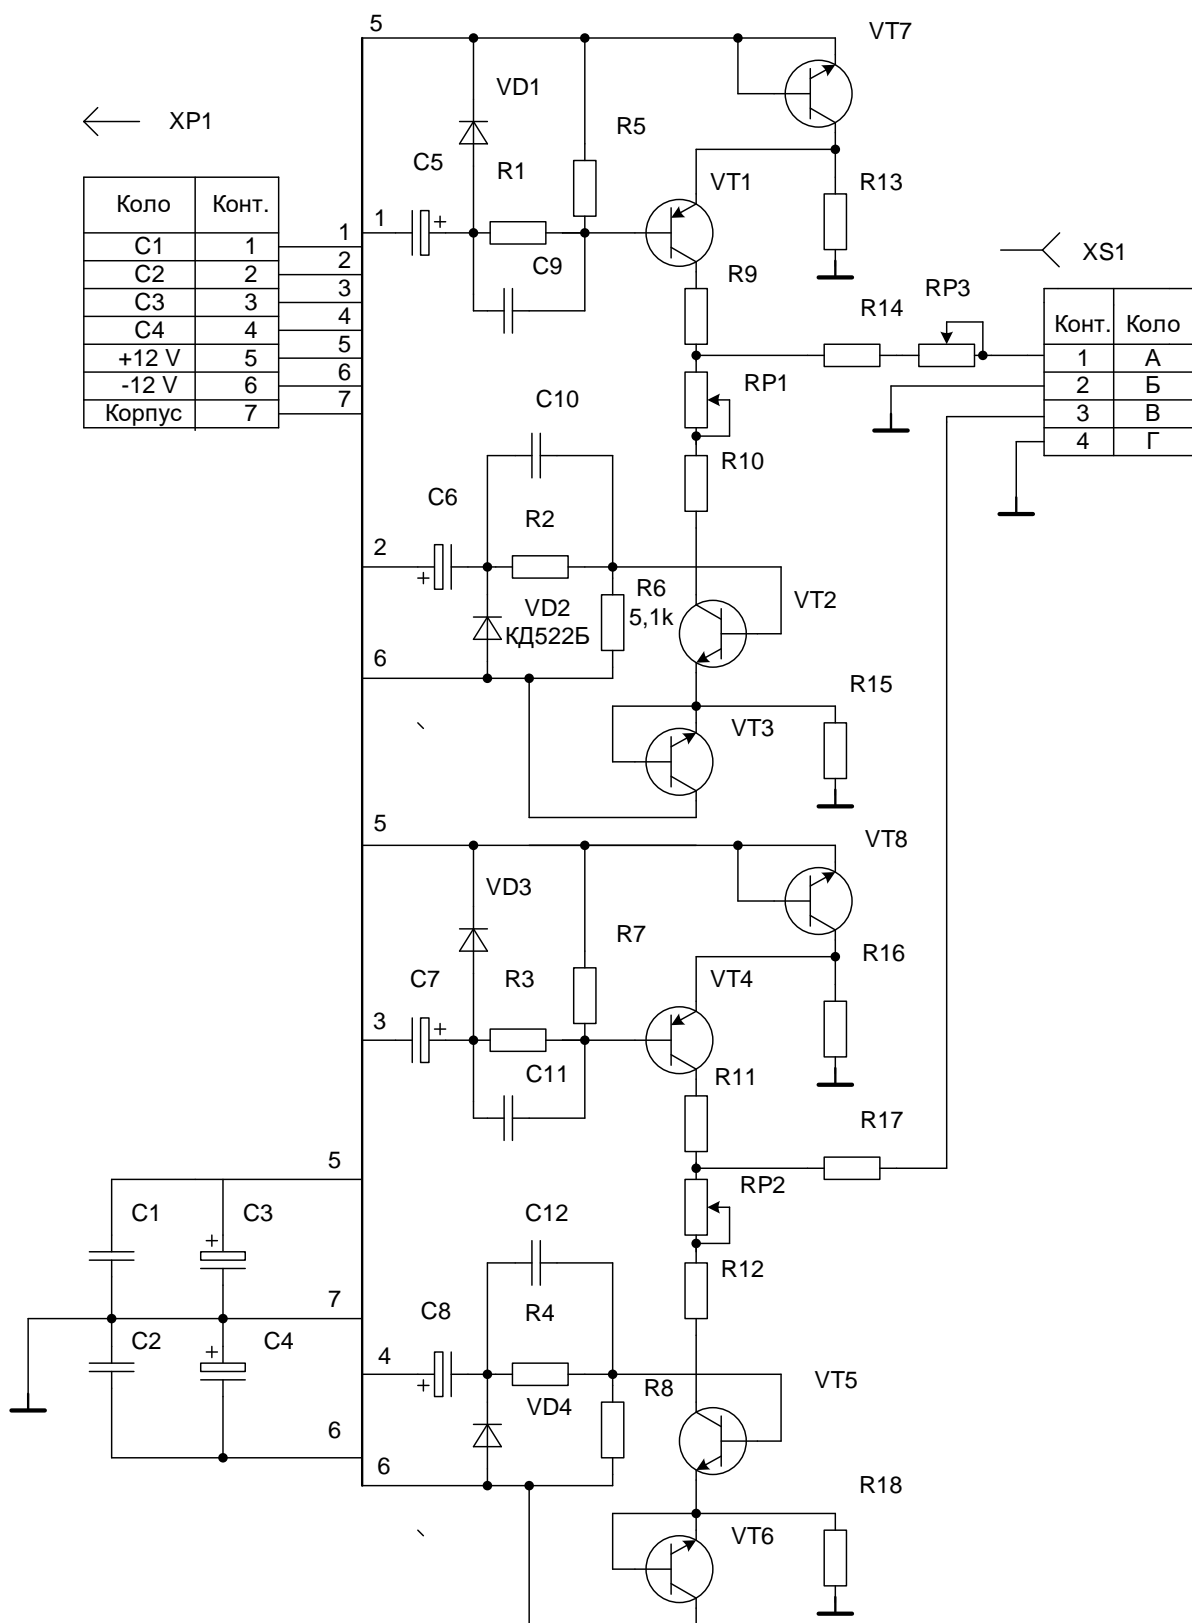 5
VT7
VD1
XP1
R5
C5
R1
VT1
R13
Коло Конт.
1
+
С1 1
1
C9
XS1
С2 2
2
R9
С3 3
3
R14
RP3
С4 4
4
Конт. Коло
+12 V 5
5
1 А
-12 V 6
6
RP1
2 Б
Корпус 7
7
C10
3 В
4 Г
R10
C6
R2
2
+
R6
VT2
VD2
5,1k
КД522Б
6
R15
VT3
5
VT8
VD3
R7
R16
C7
R3
VT4
3
+
C11
R11
R17
5
RP2
C1
C3
C12
+
R12
7
C8
R4
C2
C4
+
4
+
VT5
R8
VD4
6
6
R18
VT6